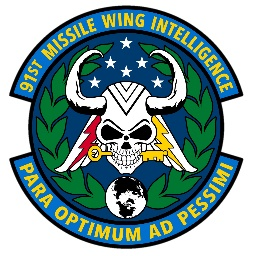 91ST MISSILE WING INTELLIGENCE
PARA OPTIMUM AD PESSIMI